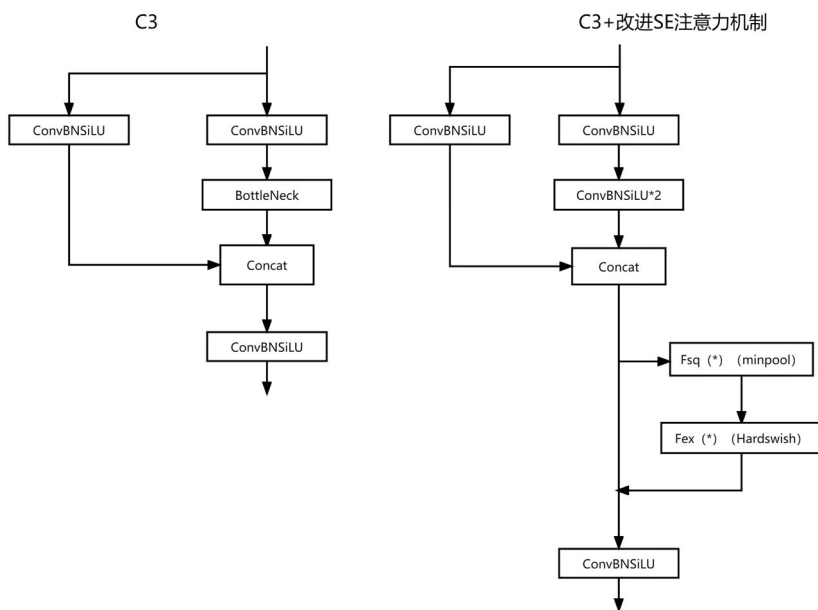 C3
ConvBNSiLU
ConvBNSiLU
BottleNeck
Concat
ConvBNSiLU
C3+改进SE注意力机制
ConvBNSiLU
ConvBNSiLU
ConvBNSiLU*2
Concat
Fsq（*）（minpool）
Fex（*）（Hardswish）
ConvBNSiLU